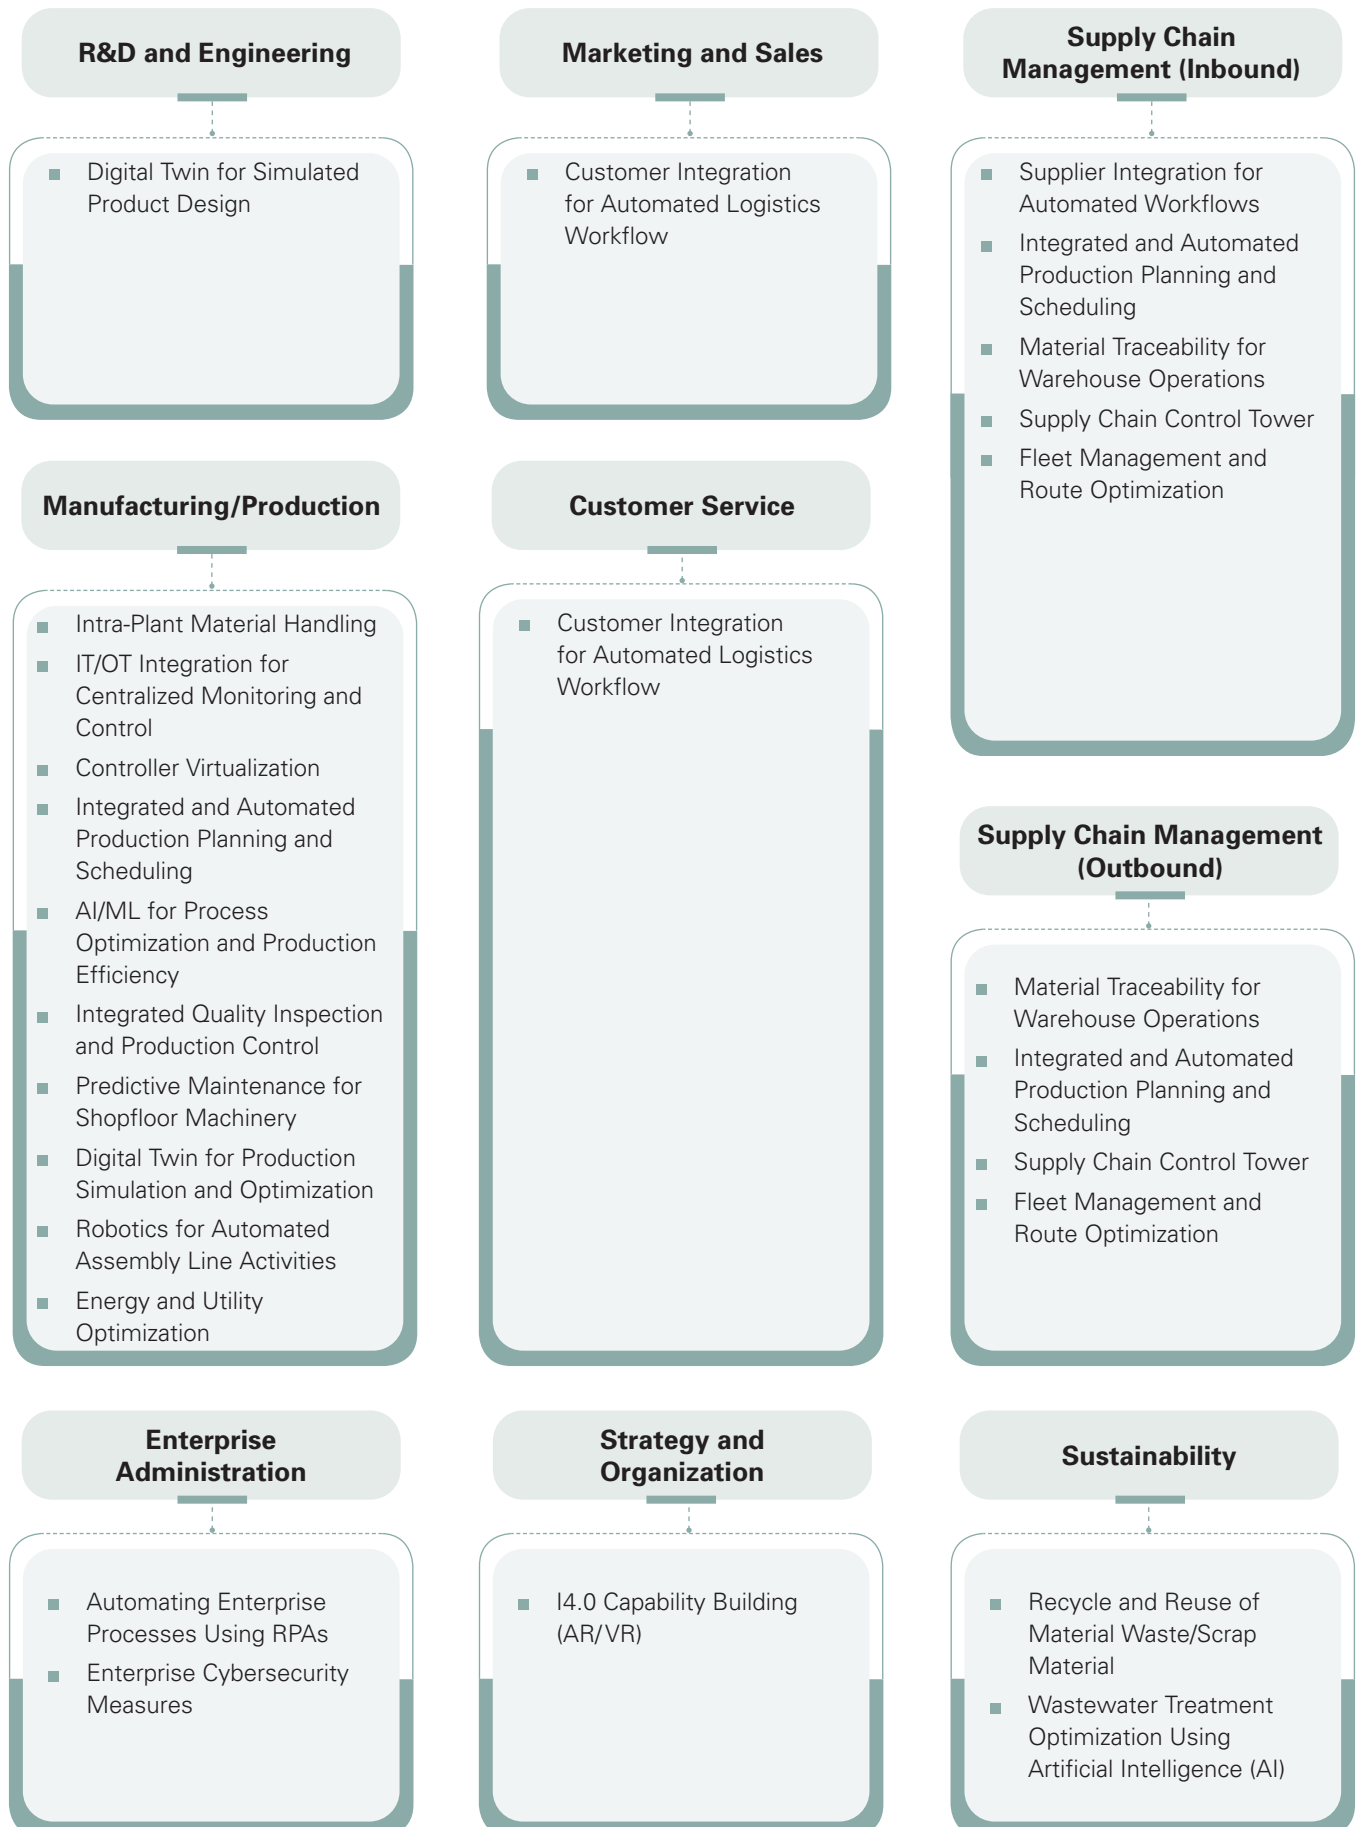 R&D and Engineering
Digital Twin for Simulated
Product Design
Marketing and Sales
Customer Integration
for Automated Logistics
Workflow
Supply Chain
Management (Inbound)
Supplier Integration for
Automated Workflows
Integrated and Automated
Production Planning and
Scheduling
Material Traceability for
Warehouse Operations
Supply Chain Control Tower
Fleet Management and
Route Optimization
Manufacturing/Production
Intra-Plant Material Handling
IT/OT Integration for
Centralized Monitoring and
Control
Controller Virtualization
Integrated and Automated
Production Planning and
Scheduling
AI/ML for Process
Optimization and Production
Efficiency
Integrated Quality Inspection
and Production Control
Predictive Maintenance for
Shopfloor Machinery
Digital Twin for Production
Simulation and Optimization
Robotics for Automated
Assembly Line Activities
Energy and Utility
Optimization
Customer Service
Customer Integration
for Automated Logistics
Workflow
Supply Chain Management
(Outbound)
Material Traceability for
Warehouse Operations
Integrated and Automated
Production Planning and
Scheduling
Supply Chain Control Tower
Fleet Management and
Route Optimization
Enterprise
Administration
Automating Enterprise
Processes Using RPAs
Enterprise Cybersecurity
Measures
Strategy and
Organization
I4.0 Capability Building
(AR/VR)
Sustainability
Recycle and Reuse of
Material Waste/Scrap
Material
Wastewater Treatment
Optimization Using
Artificial Intelligence (AI)